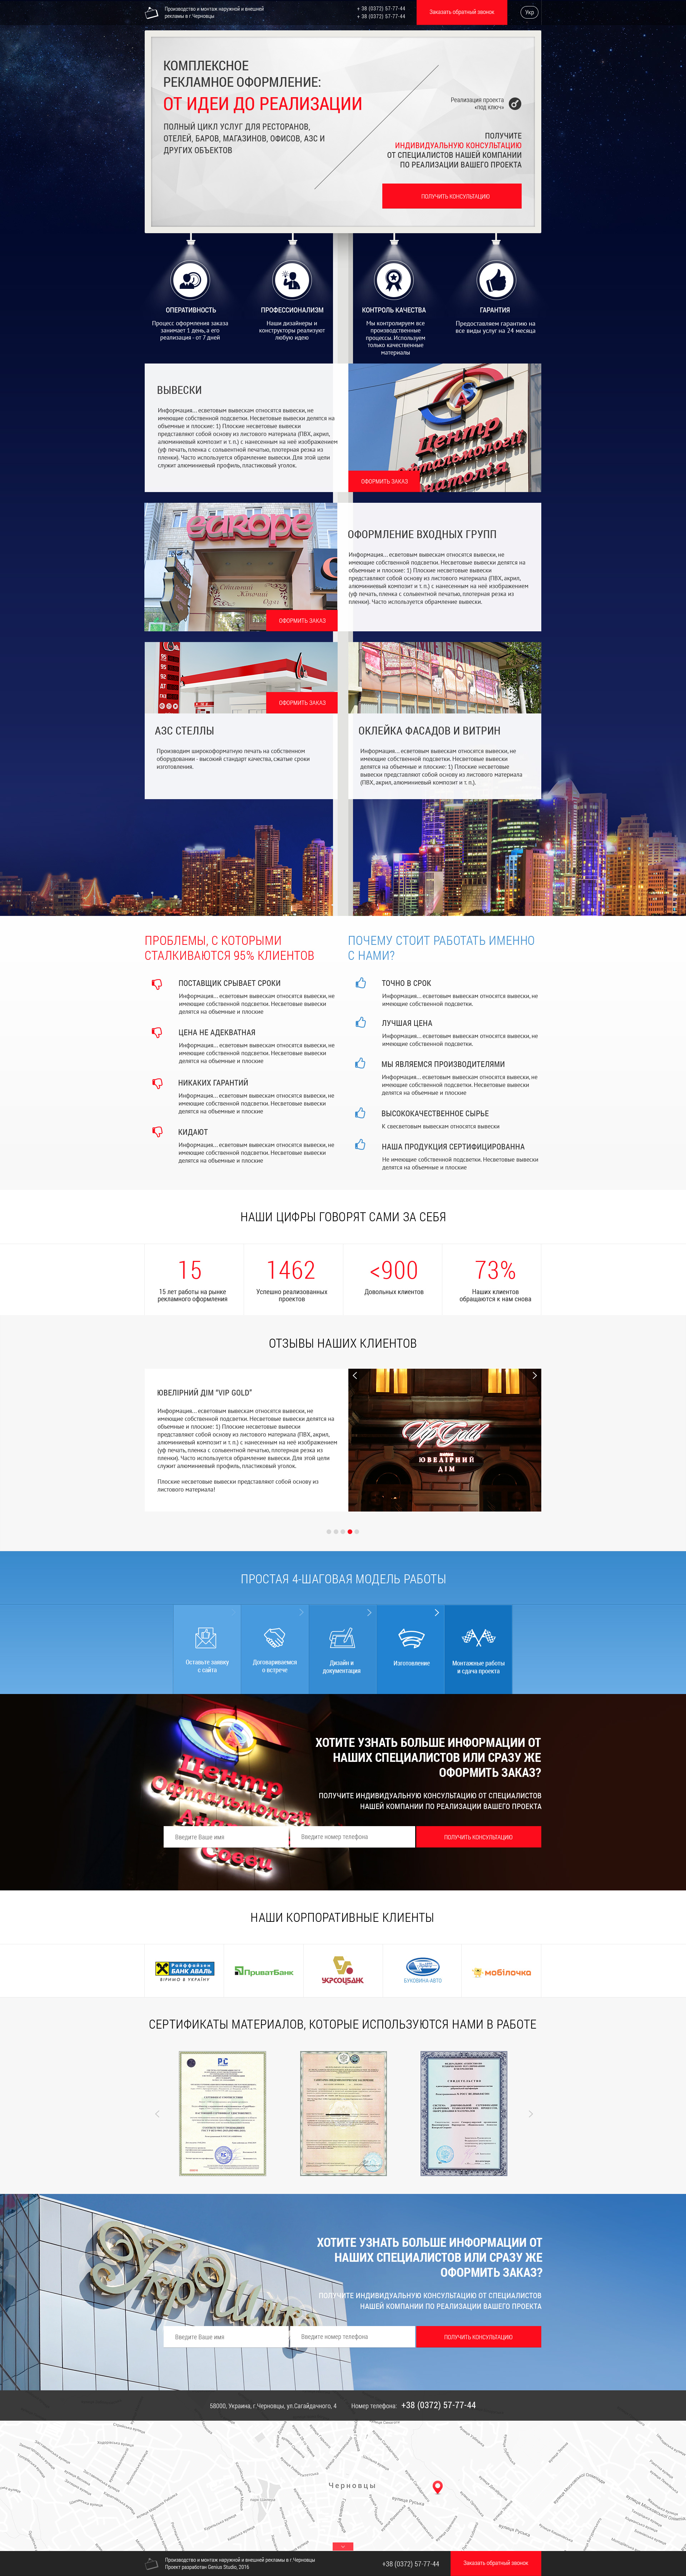 Производство и монтаж наружной и внешней
рекламы в г.Черновцы
+ 38 (0372) 57-77-44
+ 38 (0372) 57-77-44
Заказать обратный звонок
Укр
КОМПЛЕКСНОЕ
РЕКЛАМНОЕ ОФОРМЛЕНИЕ:
ОТ ИДЕИ ДО РЕАЛИЗАЦИИ
ПОЛНЫЙ ЦИКЛ УСЛУГ ДЛЯ РЕСТОРАНОВ,
ОТЕЛЕЙ, БАРОВ, МАГАЗИНОВ, ОФИСОВ, АЗС И
ДРУГИХ ОБЪЕКТОВ
Реализация проекта
«под ключ»
ПОЛУЧИТЕ
ИНДИВИДУАЛЬНУЮ КОНСУЛЬТАЦИЮ
ОТ СПЕЦИАЛИСТОВ НАШЕЙ КОМПАНИИ
ПО РЕАЛИЗАЦИИ ВАШЕГО ПРОЕКТА
ПОЛУЧИТЬ КОНСУЛЬТАЦИЮ
ОПЕРАТИВНОСТЬ
Процесс оформления заказа
занимает 1 день, а его
реализация - от 7 дней
ПРОФЕССИОНАЛИЗМ
Наши дизайнеры и
конструкторы реализуют
любую идею
КОНТРОЛЬ КАЧЕСТВА
Мы контролируем все
производственные
процессы. Используем
только качественные
материалы
ГАРАНТИЯ
Предоставляем гарантию на
все виды услуг на 24 месяца
ВЫВЕСКИ
Информация... есветовым вывескам относятся вывески, не
имеющие собственной подсветки. Несветовые вывески делятся на
объемные и плоские: 1) Плоские несветовые вывески
представляют собой основу из листового материала (ПВХ, акрил,
алюминиевый композит и т. п.) с нанесенным на неё изображением
(уф печать, пленка с сольвентной печатью, плоттерная резка из
пленки). Часто используется обрамление вывески. Для этой цели
служит алюминиевый профиль, пластиковый уголок.
Центр
Офтальмології
Анатолія
ОФОРМИТЬ ЗАКАЗ
europe
ОФОРМИТЬ ЗАКАЗ
ОФОРМЛЕНИЕ ВХОДНЫХ ГРУПП
Информация... есветовым вывескам относятся вывески, не
имеющие собственной подсветки. Несветовые вывески делятся на
объемные и плоские: 1) Плоские несветовые вывески
представляют собой основу из листового материала (ПВХ, акрил,
алюминиевый композит и т. п.) с нанесенным на неё изображением
(уф печать, пленка с сольвентной печатью, плоттерная резка из
пленки). Часто используется обрамление вывески.
ОФОРМИТЬ ЗАКАЗ
АЗС СТЕЛЛЫ
Производим широкоформатную печать на собственном
оборудовании - высокий стандарт качества, сжатые сроки
изготовления.
ОКЛЕЙКА ФАСАДОВ И ВИТРИН
Информация... есветовым вывескам относятся вывески, не
имеющие собственной подсветки. Несветовые вывески
делятся на объемные и плоские: 1) Плоские несветовые
вывески представляют собой основу из листового материала
(ПВХ, акрил, алюминиевый композит и т. п.).
ПРОБЛЕМЫ, С КОТОРЫМИ
СТАЛКИВАЮТСЯ 95% КЛИЕНТОВ
ПОСТАВЩИК СРЫВАЕТ СРОКИ
Информация... есветовым вывескам относятся вывески, не
имеющие собственной подсветки. Несветовые вывески
делятся на объемные и плоские
ЦЕНА НЕ АДЕКВАТНАЯ
Информация... есветовым вывескам относятся вывески, не
имеющие собственной подсветки. Несветовые вывески
делятся на объемные и плоские
НИКАКИХ ГАРАНТИЙ
Информация... есветовым вывескам относятся вывески, не
имеющие собственной подсветки. Несветовые вывески
делятся на объемные и плоские
КИДАЮТ
Информация... есветовым вывескам относятся вывески, не
имеющие собственной подсветки. Несветовые вывески
делятся на объемные и плоские
ПОЧЕМУ СТОИТ РАБОТАТЬ ИМЕННО
С НАМИ?
ТОЧНО В СРОК
Информация... есветовым вывескам относятся вывески, не
имеющие собственной подсветки.
ЛУЧШАЯ ЦЕНА
Информация... есветовым вывескам относятся вывески, не
имеющие собственной подсветки.
МЫ ЯВЛЯЕМСЯ ПРОИЗВОДИТЕЛЯМИ
Информация... есветовым вывескам относятся вывески, не
имеющие собственной подсветки. Несветовые вывески
делятся на объемные и плоские
ВЫСОКОКАЧЕСТВЕННОЕ СЫРЬЕ
К свесветовым вывескам относятся вывески
НАША ПРОДУКЦИЯ СЕРТИФИЦИРОВАННА
Не имеющие собственной подсветки. Несветовые вывески
делятся на объемные и плоские
НАШИ ЦИФРЫ ГОВОРЯТ САМИ ЗА СЕБЯ
15
15 лет работы на рынке
рекламного оформления
1462
Успешно реализованных
проектов
<900
Довольных клиентов
73%
Наших клиентов
обращаются к нам снова
ОТЗЫВЫ НАШИХ КЛИЕНТОВ
ЮВЕЛІРНИЙ ДІМ "VIP GOLD"
Информация... есветовым вывескам относятся вывески, не
имеющие собственной подсветки. Несветовые вывески делятся на
объемные и плоские: 1) Плоские несветовые вывески
представляют собой основу из листового материала (ПВХ, акрил,
алюминиевый композит и т. п.) с нанесенным на неё изображением
(уф печать, пленка с сольвентной печатью, плоттерная резка из
пленки). Часто используется обрамление вывески. Для этой цели
служит алюминиевый профиль, пластиковый уголок.
Плоские несветовые вывески представляют собой основу из
листового материала!
Vip Gold
ЮВЕЛІРНИЙ
ДІМ
ПРОСТАЯ 4-ШАГОВАЯ МОДЕЛЬ РАБОТЫ
Оставьте заявку
с сайта
Договариваемся
о встрече
Дизайн и
документация
Изготовление
Монтажные работы
и сдача проекта
Центр
Офтальмології
ХОТИТЕ УЗНАТЬ БОЛЬШЕ ИНФОРМАЦИИ ОТ
НАШИХ СПЕЦИАЛИСТОВ ИЛИ СРАЗУ ЖЕ
ОФОРМИТЬ ЗАКАЗ?
ПОЛУЧИТЕ ИНДИВИДУАЛЬНУЮ КОНСУЛЬТАЦИЮ ОТ СПЕЦИАЛИСТОВ
НАШЕЙ КОМПАНИИ ПО РЕАЛИЗАЦИИ ВАШЕГО ПРОЕКТА
Введите Ваше имя
Введите номер телефона
ПОЛУЧИТЬ КОНСУЛЬТАЦИЮ
НАШИ КОРПОРАТИВНЫЕ КЛИЕНТЫ
Райффайзен
БАНК АВАЛЬ
ВІРИМО В УКРАЇНУ
ПриватБанк
УКРСОЦБАНК
БУКОВИНА-АВТО
мобілочка
СЕРТИФИКАТЫ МАТЕРИАЛОВ, КОТОРЫЕ ИСПОЛЬЗУЮТСЯ НАМИ В РАБОТЕ
ХОТИТЕ УЗНАТЬ БОЛЬШЕ ИНФОРМАЦИИ ОТ
НАШИХ СПЕЦИАЛИСТОВ ИЛИ СРАЗУ ЖЕ
ОФОРМИТЬ ЗАКАЗ?
ПОЛУЧИТЕ ИНДИВИДУАЛЬНУЮ КОНСУЛЬТАЦИЮ ОТ СПЕЦИАЛИСТОВ
НАШЕЙ КОМПАНИИ ПО РЕАЛИЗАЦИИ ВАШЕГО ПРОЕКТА
Введите Ваше имя
Введите номер телефона
ПОЛУЧИТЬ КОНСУЛЬТАЦИЮ
58000, Украина, г. Черновцы, ул.Сагайдачного, 4
Номер телефона: +38 (0372) 57-77-44
Черновцы
вулиця Руська
Производство и монтаж наружной и внешней рекламы в г.Черновцы
Проект разработан Genius Studio, 2016
+38 (0372) 57-77-44
Заказать обратный звонок